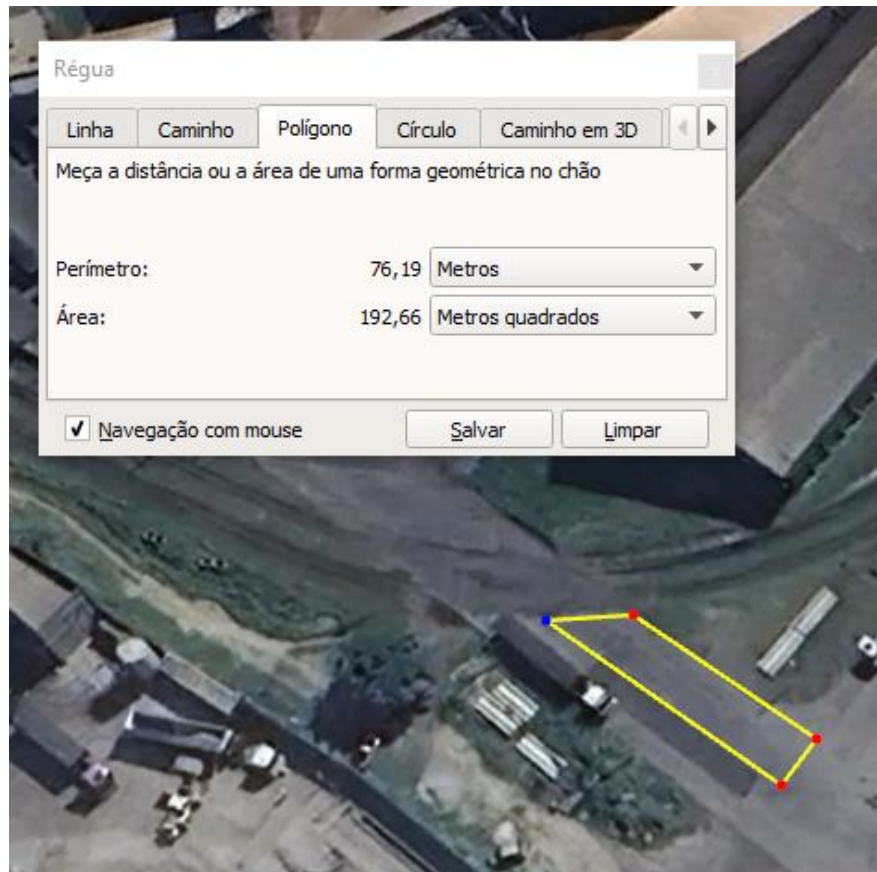 Régua
Linha Caminho Polígono Círculo Caminho em 3D
Meça a distância ou a área de uma forma geométrica no chão
Perímetro: 76,19 Metros
Área: 192,66 Metros quadrados
Navegação com mouse Salvar Limpar